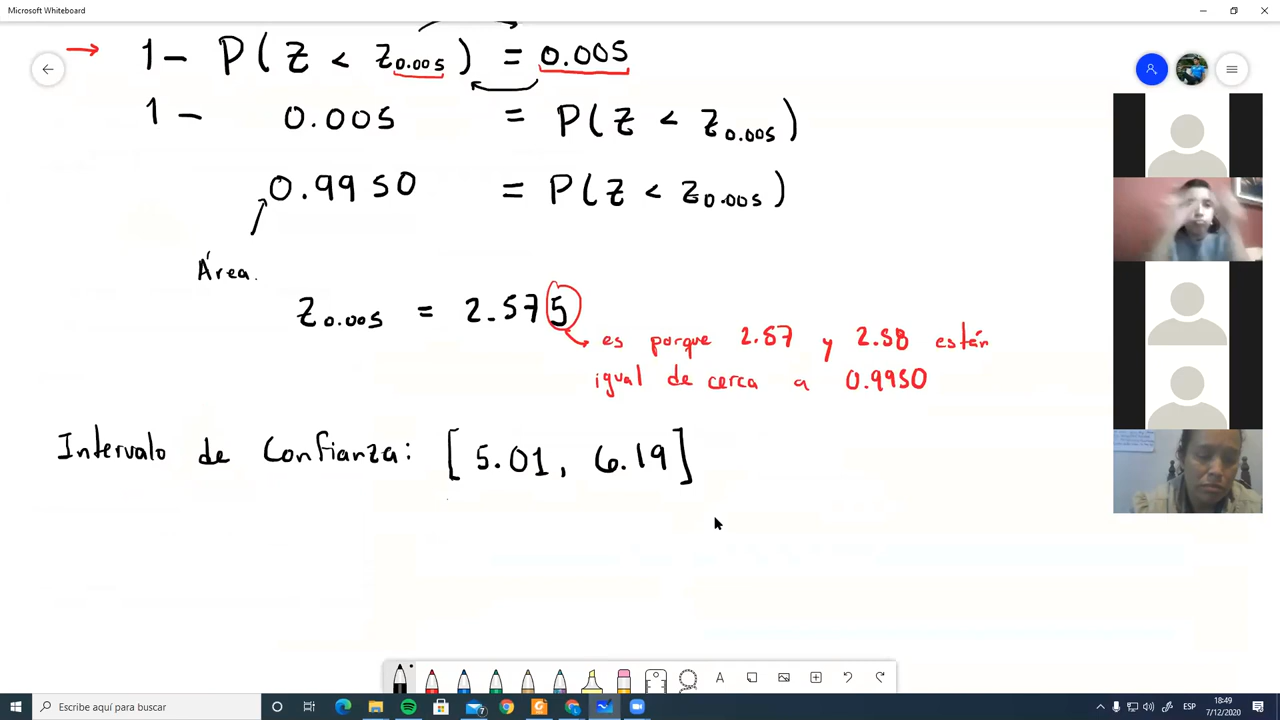 Microsoft Whiteboard
1 - P(Z < Z0.005) = 0.005
1 - 0.005 = P(Z < Z0.005)
0.9950 = P(Z < Z0.005)
Área.
Z0.005 = 2.575
es porque 2.57 y 2.58 están
igual de cerca a 0.9950
Intervalo de Confianza: [5.01, 6.19]
Escribe aquí para buscar
ESP
18:49
7/12/2020